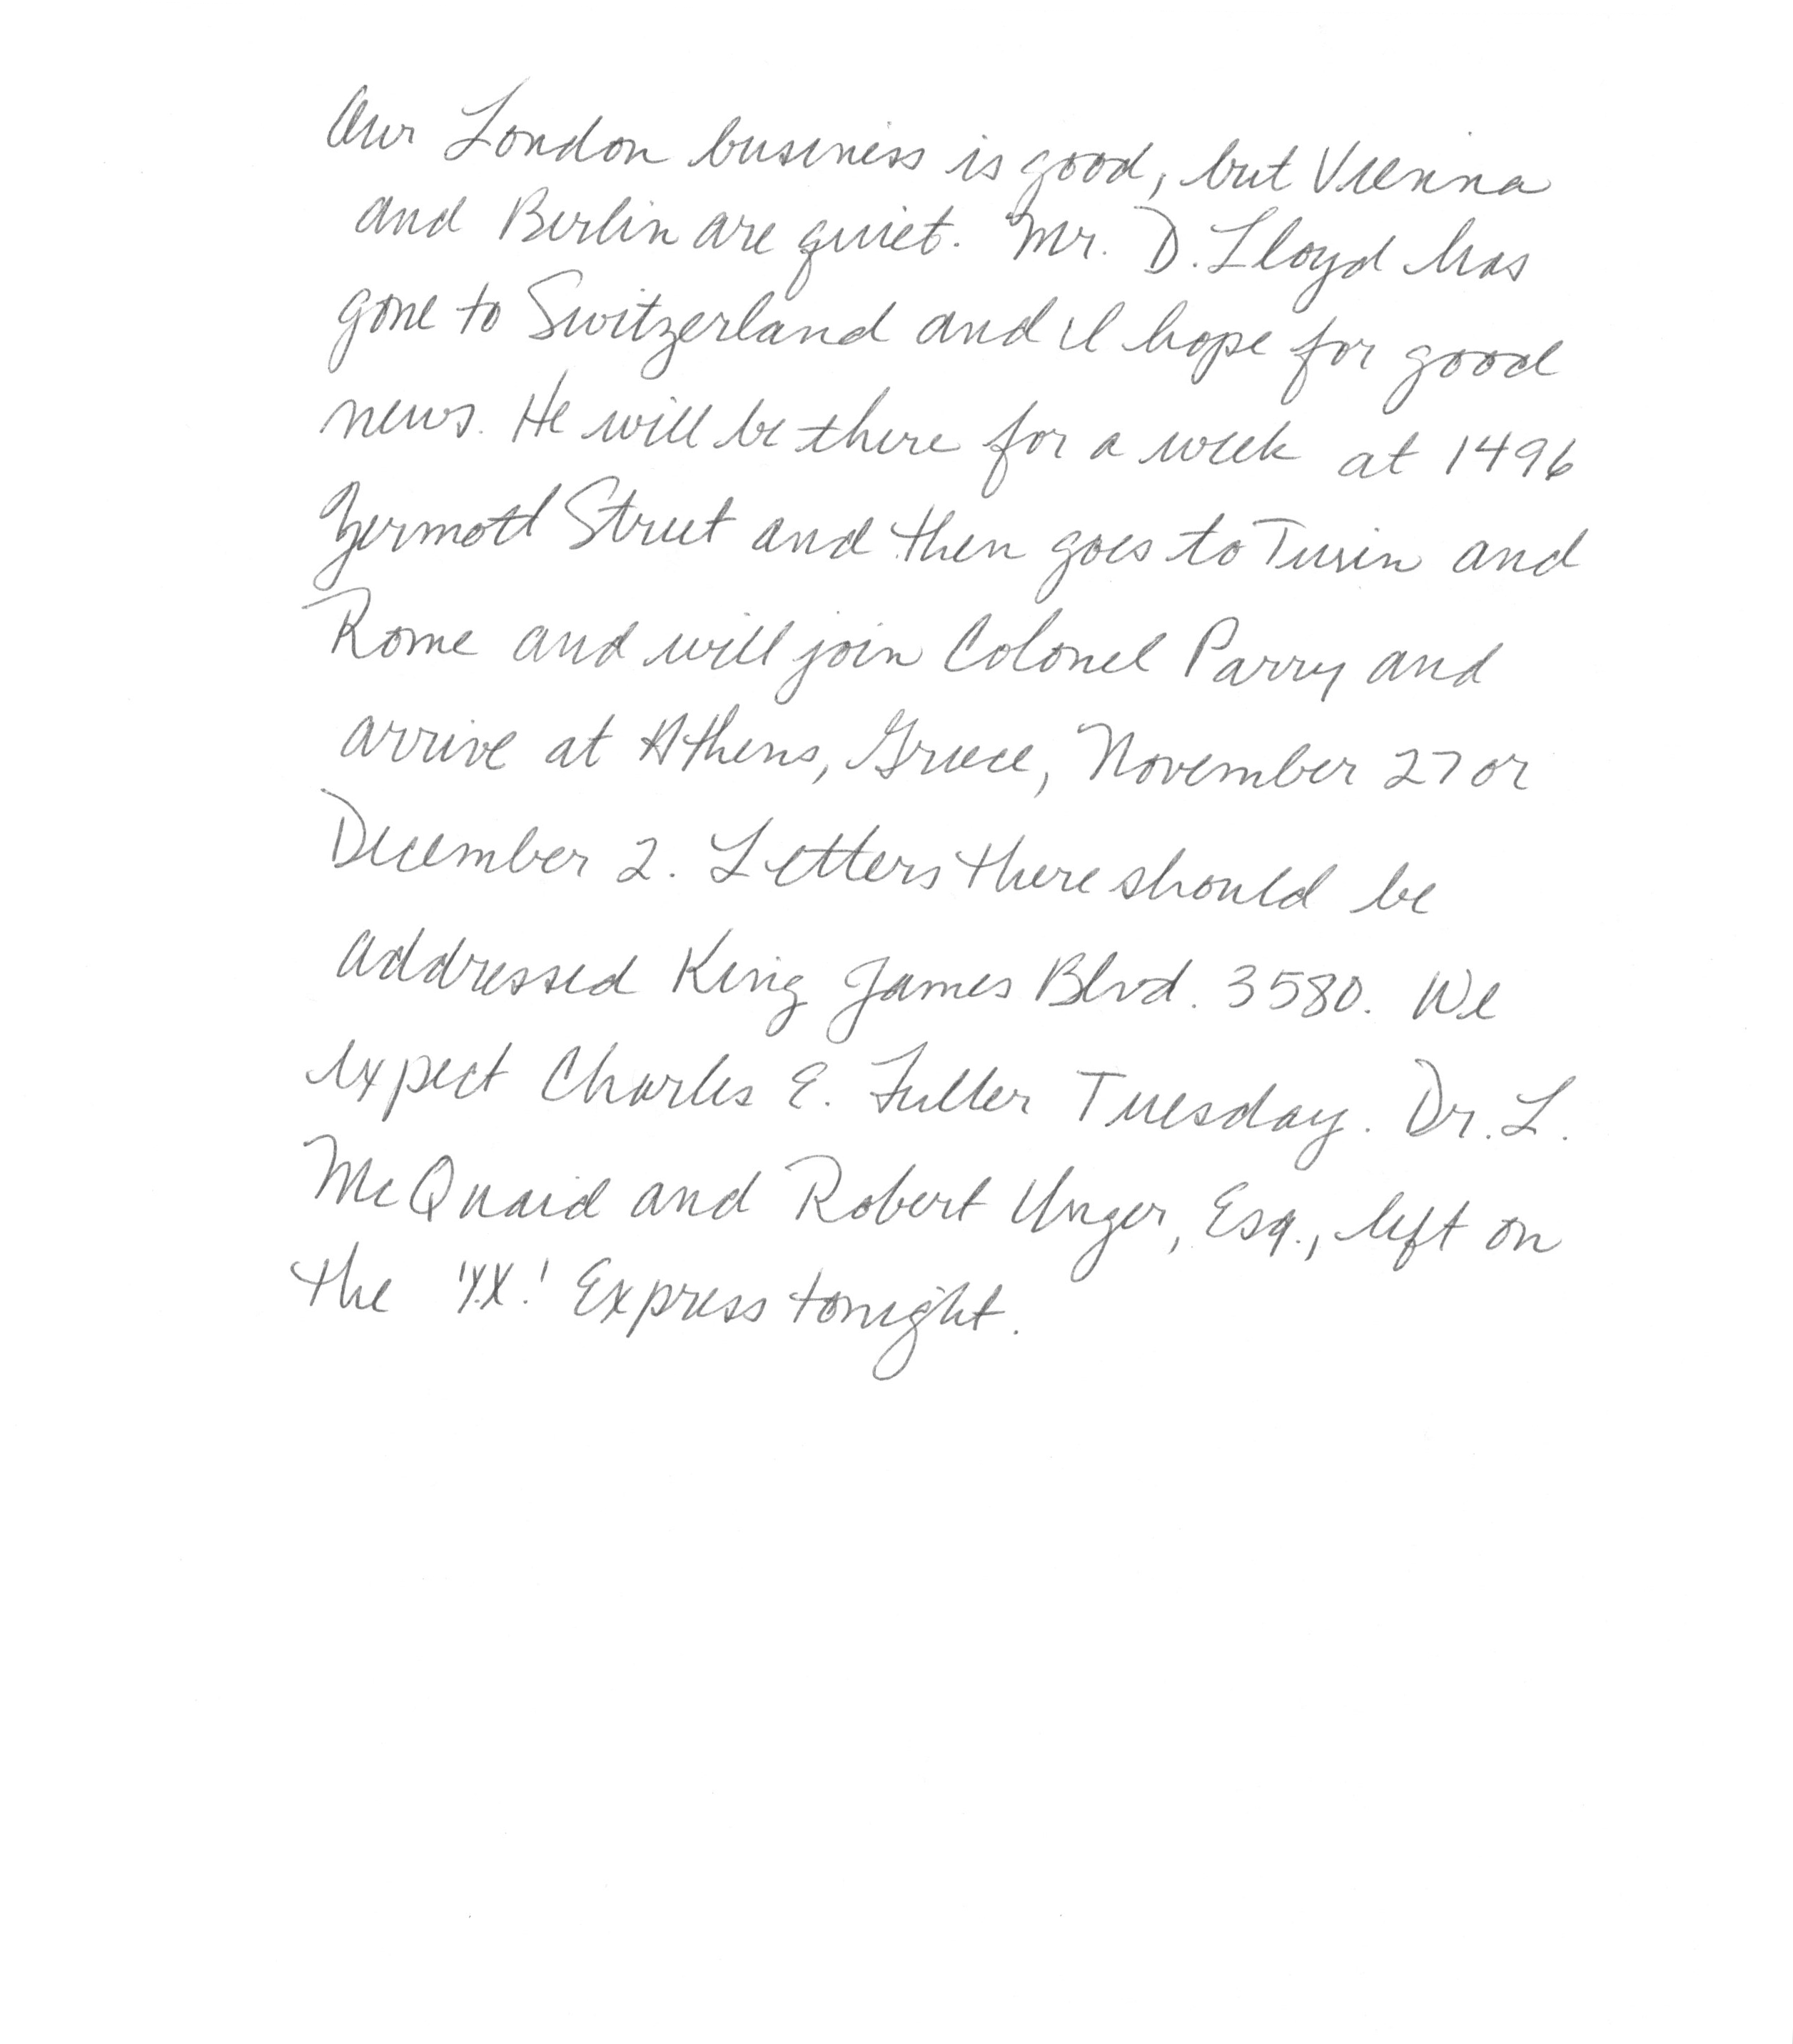 Our London business is good, but Vienna
and Berlin are quiet. Mr. D. Lloyd has
gone to Switzerland and I hope for good
news. He will be there for a week at 1496
Zermott Street and then goes to Turin and
Rome and will join Colonel Parry and
arrive at Athens, Greece, November 27 or
December 2. Letters there should be
addressed King James Blvd. 3580. We
expect Charles E. Fuller Tuesday. Dr. L.
McQuaid and Robert Unger, Esq., left on
the 'Y.X.' Express tonight.